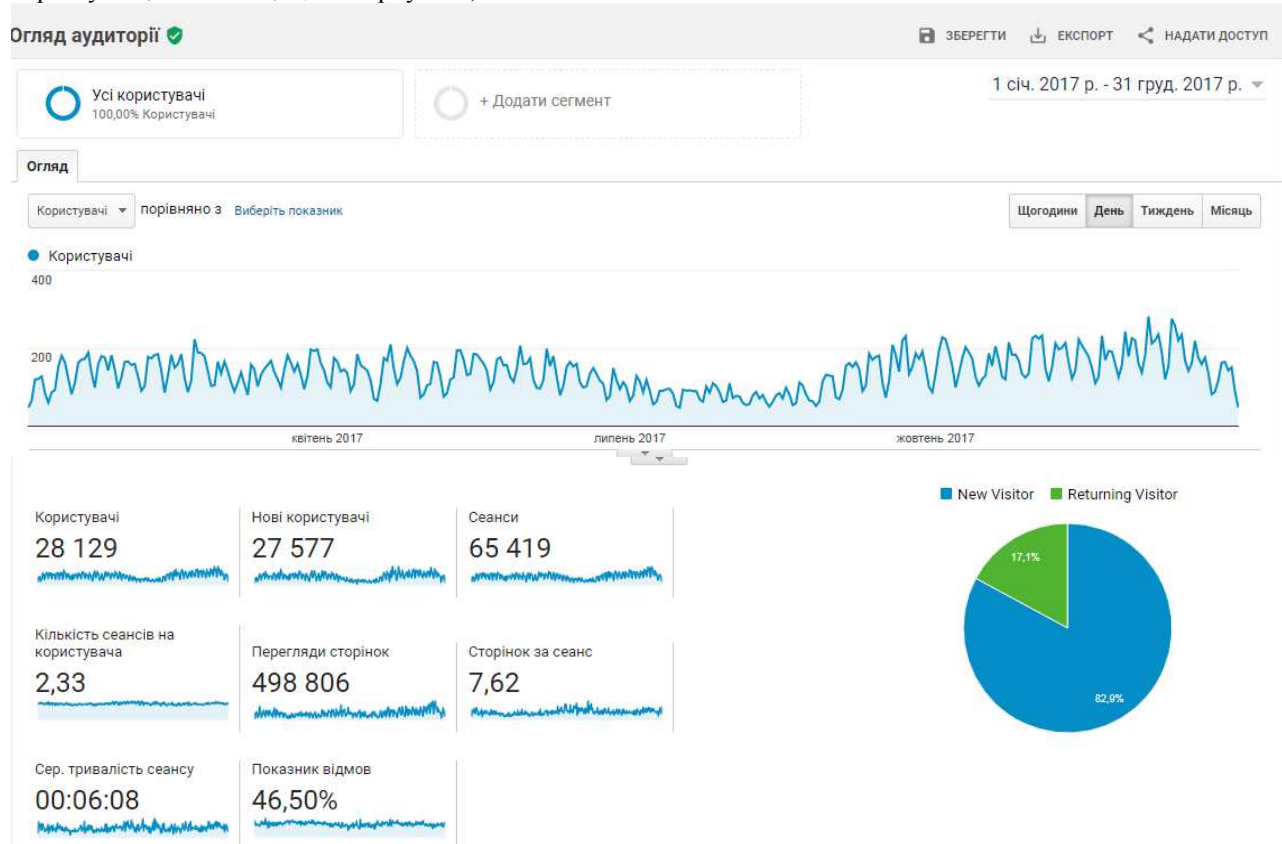 Огляд аудиторії
ЗБЕРЕГТИ ЕКСПОРТ НАДАТИ ДОСТУП
Усі користувачі
100,00% Користувачі
+ Додати сегмент
1 січ. 2017 р. - 31 груд. 2017 р.
Огляд
Користувачі порівняно з Виберіть показник
Щогодини День Тиждень Місяць
Користувачі
400
200
квітень 2017 липень 2017 жовтень 2017
New Visitor Returning Visitor
17,1%
82,9%
Користувачі
28 129
Нові користувачі
27 577
Сеанси
65 419
Кількість сеансів на
користувача
2,33
Перегляди сторінок
498 806
Сторінок за сеанс
7,62
Сер. тривалість сеансу
00:06:08
Показник відмов
46,50%